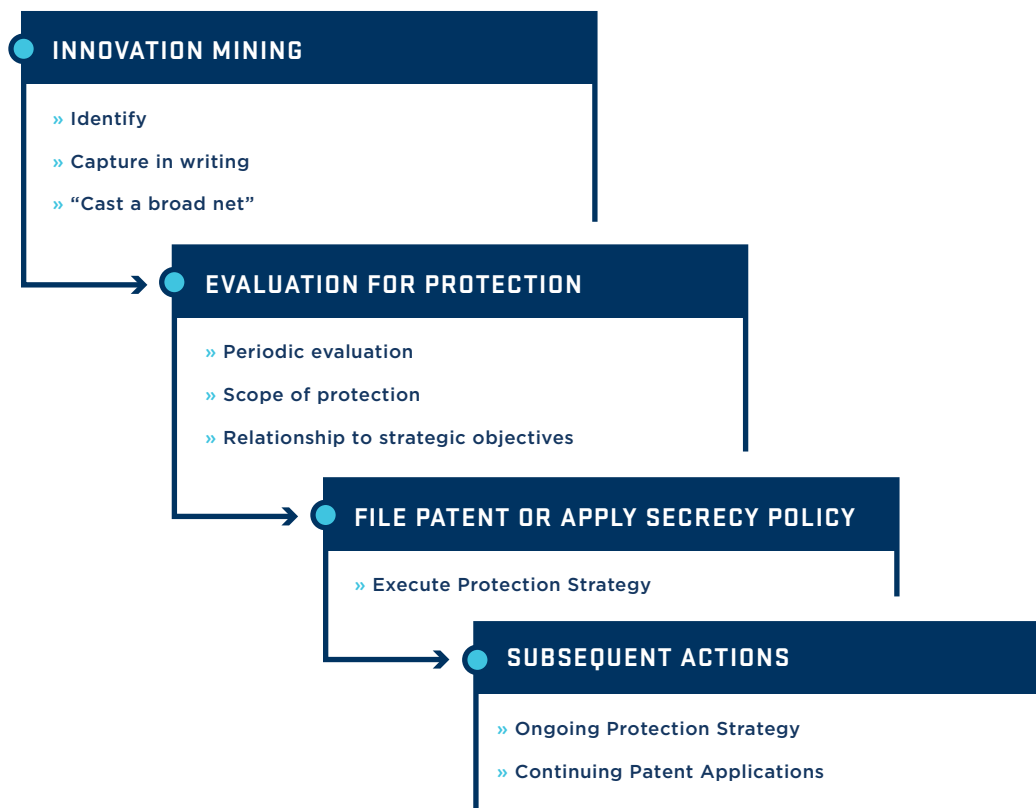 INNOVATION MINING
» Identify
» Capture in writing
» “Cast a broad net”
EVALUATION FOR PROTECTION
» Periodic evaluation
» Scope of protection
» Relationship to strategic objectives
FILE PATENT OR APPLY SECRECY POLICY
» Execute Protection Strategy
SUBSEQUENT ACTIONS
» Ongoing Protection Strategy
» Continuing Patent Applications